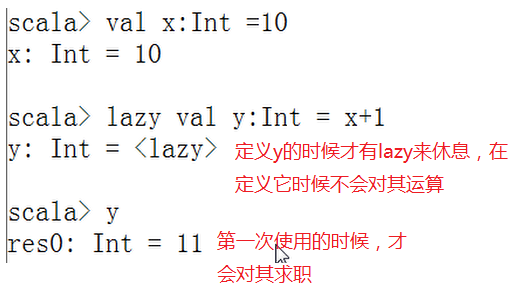 scala> val x:Int =10
x: Int = 10
scala> lazy val y:Int = x+1
y: Int = <lazy>
定义y的时候才有lazy来休息，在
定义它时候不会对其运算
scala> y
res0: Int = 11
第一次使用的时候，才
会对其求职